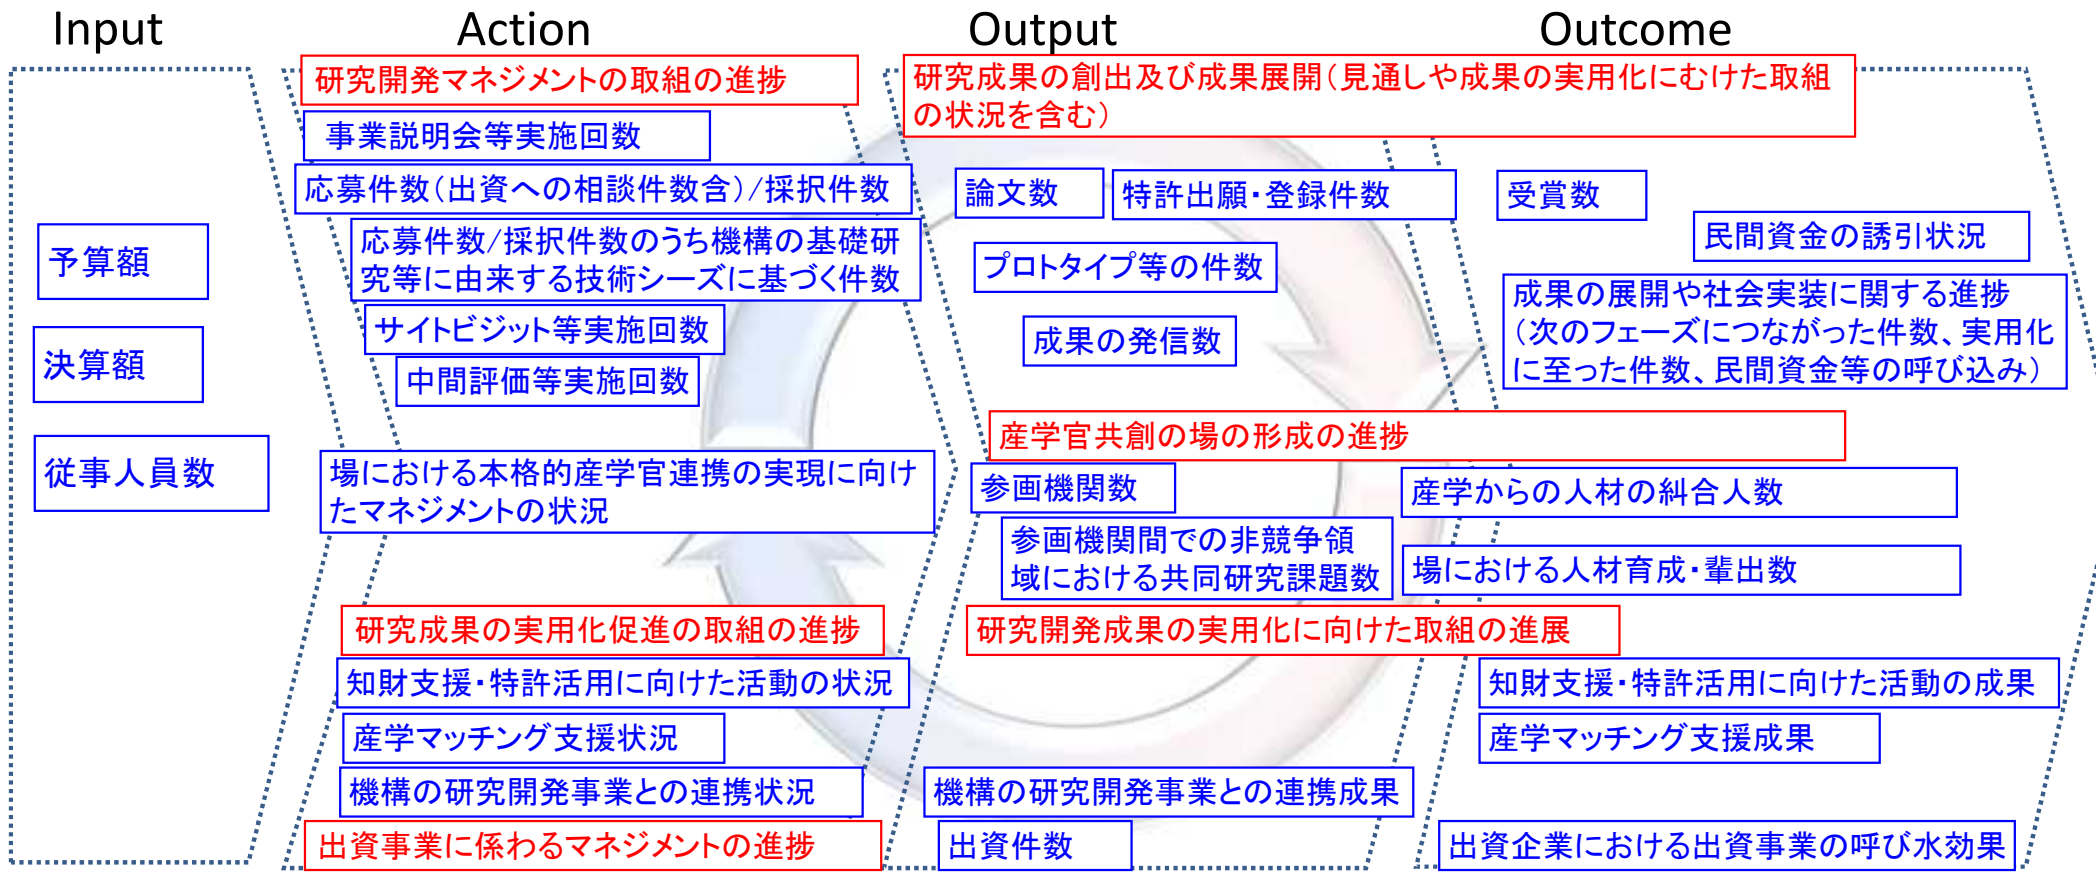 Input
Action
Output
Outcome
予算額
決算額
従事人員数
研究開発マネジメントの取組の進捗
事業説明会等実施回数
応募件数(出資への相談件数含)/採択件数
応募件数/採択件数のうち機構の基礎研
究等に由来する技術シーズに基づく件数
サイトビジット等実施回数
中間評価等実施回数
場における本格的産学官連携の実現に向け
たマネジメントの状況
研究成果の実用化促進の取組の進捗
知財支援・特許活用に向けた活動の状況
産学マッチング支援状況
機構の研究開発事業との連携状況
出資事業に係わるマネジメントの進捗
研究成果の創出及び成果展開(見通しや成果の実用化にむけた取組
の状況を含む)
論文数
特許出願・登録件数
プロトタイプ等の件数
成果の発信数
受賞数
民間資金の誘引状況
成果の展開や社会実装に関する進捗
(次のフェーズにつながった件数、実用化
に至った件数、民間資金等の呼び込み)
産学官共創の場の形成の進捗
参画機関数
参画機関間での非競争領
域における共同研究課題数
産学からの人材の糾合人数
場における人材育成・輩出数
研究開発成果の実用化に向けた取組の進展
知財支援・特許活用に向けた活動の成果
産学マッチング支援成果
機構の研究開発事業との連携成果
出資件数
出資企業における出資事業の呼び水効果